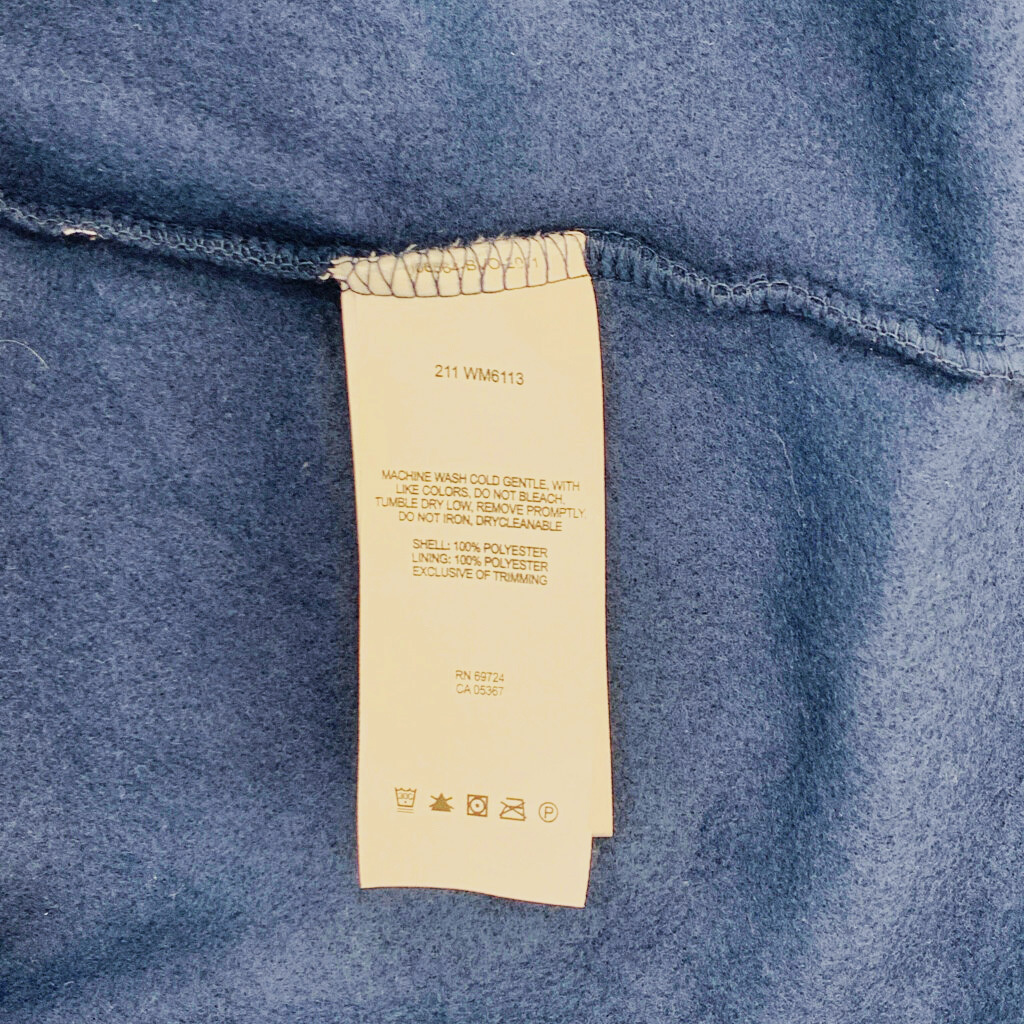 211 WM6113
MACHINE WASH COLD GENTLE, WITH
LIKE COLORS, DO NOT BLEACH,
TUMBLE DRY LOW, REMOVE PROMPTLY.
DO NOT IRON, DRYCLEANABLE
SHELL: 100% POLYESTER
LINING: 100% POLYESTER
EXCLUSIVE OF TRIMMING
RN 69724
CA 05367
P